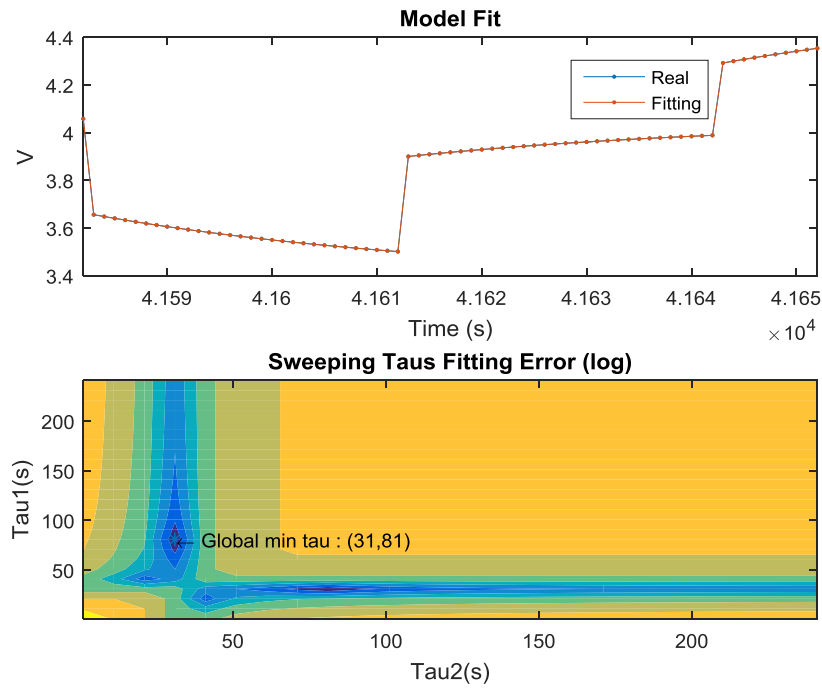 Model Fit
4.4
4.2
4
3.8
3.6
3.4
V
Real
Fitting
4.159
4.16
4.161
4.162
4.163
4.164
4.165
Time (s)
×10^4
Sweeping Taus Fitting Error (log)
200
150
100
50
Tau1(s)
Global min tau : (31,81)
50
100
150
200
Tau2(s)